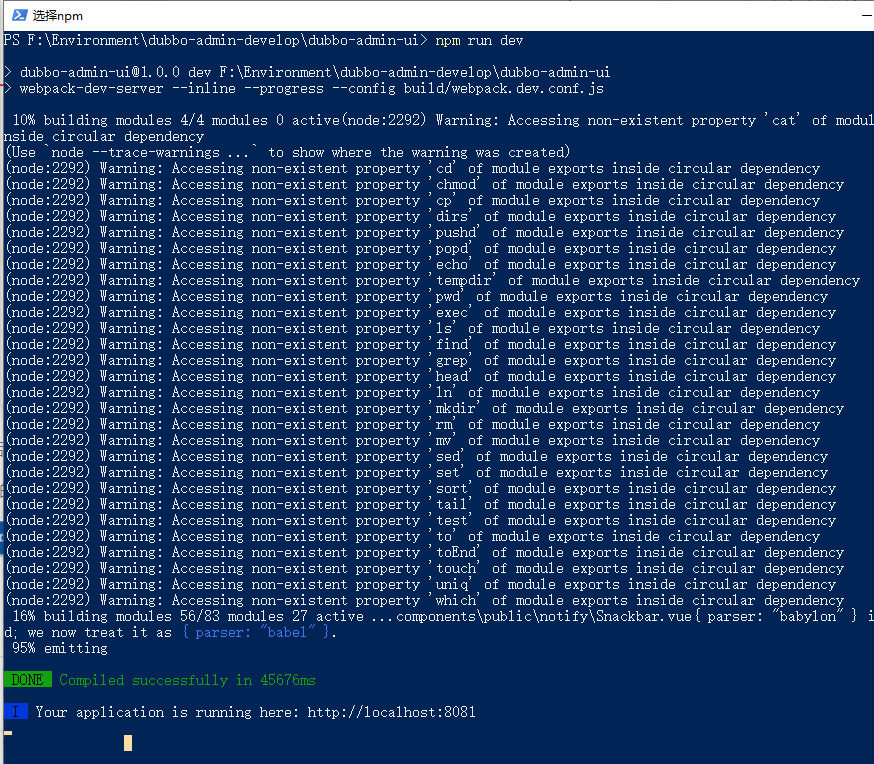 选择npm
PS F:\Environment\dubbo-admin-develop\dubbo-admin-ui> npm run dev
> dubbo-admin-ui@1.0.0 dev F:\Environment\dubbo-admin-develop\dubbo-admin-ui
> webpack-dev-server --inline --progress --config build/webpack.dev.conf.js
10% building modules 4/4 modules 0 active(node:2292) Warning: Accessing non-existent property 'cat' of modul
nside circular dependency
(Use `node --trace-warnings ...` to show where the warning was created)
(node:2292) Warning: Accessing non-existent property 'cd' of module exports inside circular dependency
(node:2292) Warning: Accessing non-existent property 'chmod' of module exports inside circular dependency
(node:2292) Warning: Accessing non-existent property 'cp' of module exports inside circular dependency
(node:2292) Warning: Accessing non-existent property 'dirs' of module exports inside circular dependency
(node:2292) Warning: Accessing non-existent property 'pushd' of module exports inside circular dependency
(node:2292) Warning: Accessing non-existent property 'popd' of module exports inside circular dependency
(node:2292) Warning: Accessing non-existent property 'echo' of module exports inside circular dependency
(node:2292) Warning: Accessing non-existent property 'tempdir' of module exports inside circular dependency
(node:2292) Warning: Accessing non-existent property 'pwd' of module exports inside circular dependency
(node:2292) Warning: Accessing non-existent property 'exec' of module exports inside circular dependency
(node:2292) Warning: Accessing non-existent property 'ls' of module exports inside circular dependency
(node:2292) Warning: Accessing non-existent property 'find' of module exports inside circular dependency
(node:2292) Warning: Accessing non-existent property 'grep' of module exports inside circular dependency
(node:2292) Warning: Accessing non-existent property 'head' of module exports inside circular dependency
(node:2292) Warning: Accessing non-existent property 'ln' of module exports inside circular dependency
(node:2292) Warning: Accessing non-existent property 'mkdir' of module exports inside circular dependency
(node:2292) Warning: Accessing non-existent property 'rm' of module exports inside circular dependency
(node:2292) Warning: Accessing non-existent property 'mv' of module exports inside circular dependency
(node:2292) Warning: Accessing non-existent property 'sed' of module exports inside circular dependency
(node:2292) Warning: Accessing non-existent property 'set' of module exports inside circular dependency
(node:2292) Warning: Accessing non-existent property 'sort' of module exports inside circular dependency
(node:2292) Warning: Accessing non-existent property 'tail' of module exports inside circular dependency
(node:2292) Warning: Accessing non-existent property 'test' of module exports inside circular dependency
(node:2292) Warning: Accessing non-existent property 'to' of module exports inside circular dependency
(node:2292) Warning: Accessing non-existent property 'toEnd' of module exports inside circular dependency
(node:2292) Warning: Accessing non-existent property 'touch' of module exports inside circular dependency
(node:2292) Warning: Accessing non-existent property 'uniq' of module exports inside circular dependency
(node:2292) Warning: Accessing non-existent property 'which' of module exports inside circular dependency
16% building modules 56/83 modules 27 active ...components\public\notify\Snackbar.vue{ parser: "babylon" } i
d; we now treat it as { parser: "babel" }.
95% emitting
DONE Compiled successfully in 45676ms
I Your application is running here: http://localhost:8081